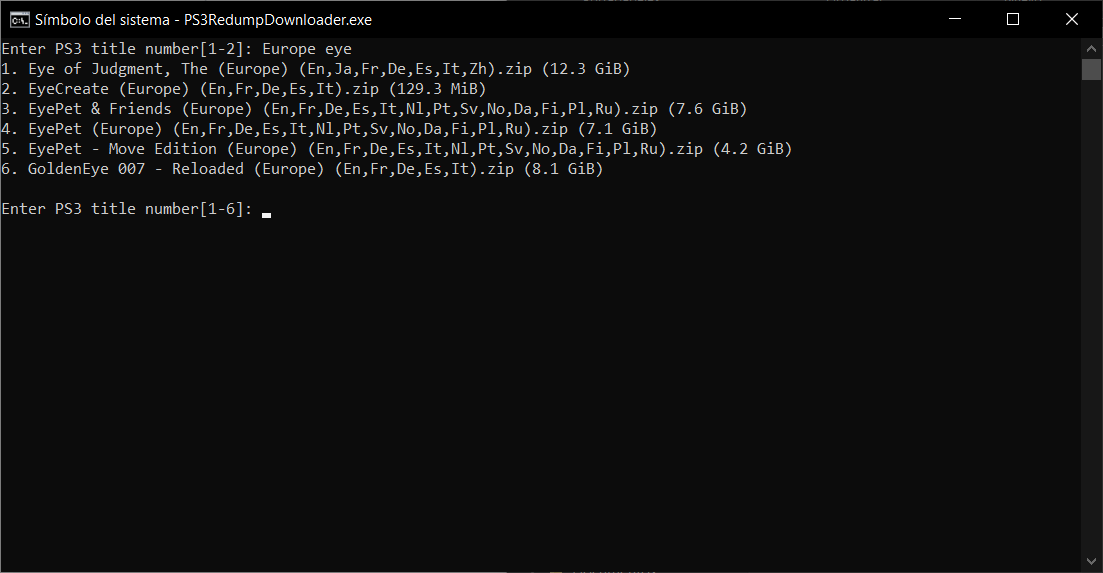 Símbolo del sistema - PS3RedumpDownloader.exe
Enter PS3 title number[1-2]: Europe eye
1. Eye of Judgment, The (Europe) (En,Ja,Fr,De,Es,It,Zh).zip (12.3 GiB)
2. EyeCreate (Europe) (En,Fr,De,Es,It).zip (129.3 MiB)
3. EyePet & Friends (Europe) (En,Fr,De,Es,It,Nl,Pt,Sv,No,Da,Fi,Pl,Ru).zip (7.6 GiB)
4. EyePet (Europe) (En,Fr,De,Es,It,Nl,Pt,Sv,No,Da,Fi,Pl,Ru).zip (7.1 GiB)
5. EyePet - Move Edition (Europe) (En,Fr,De,Es,It,Nl,Pt,Sv,No,Da,Fi,Pl,Ru).zip (4.2 GiB)
6. GoldenEye 007 - Reloaded (Europe) (En,Fr,De,Es,It).zip (8.1 GiB)
Enter PS3 title number[1-6]: